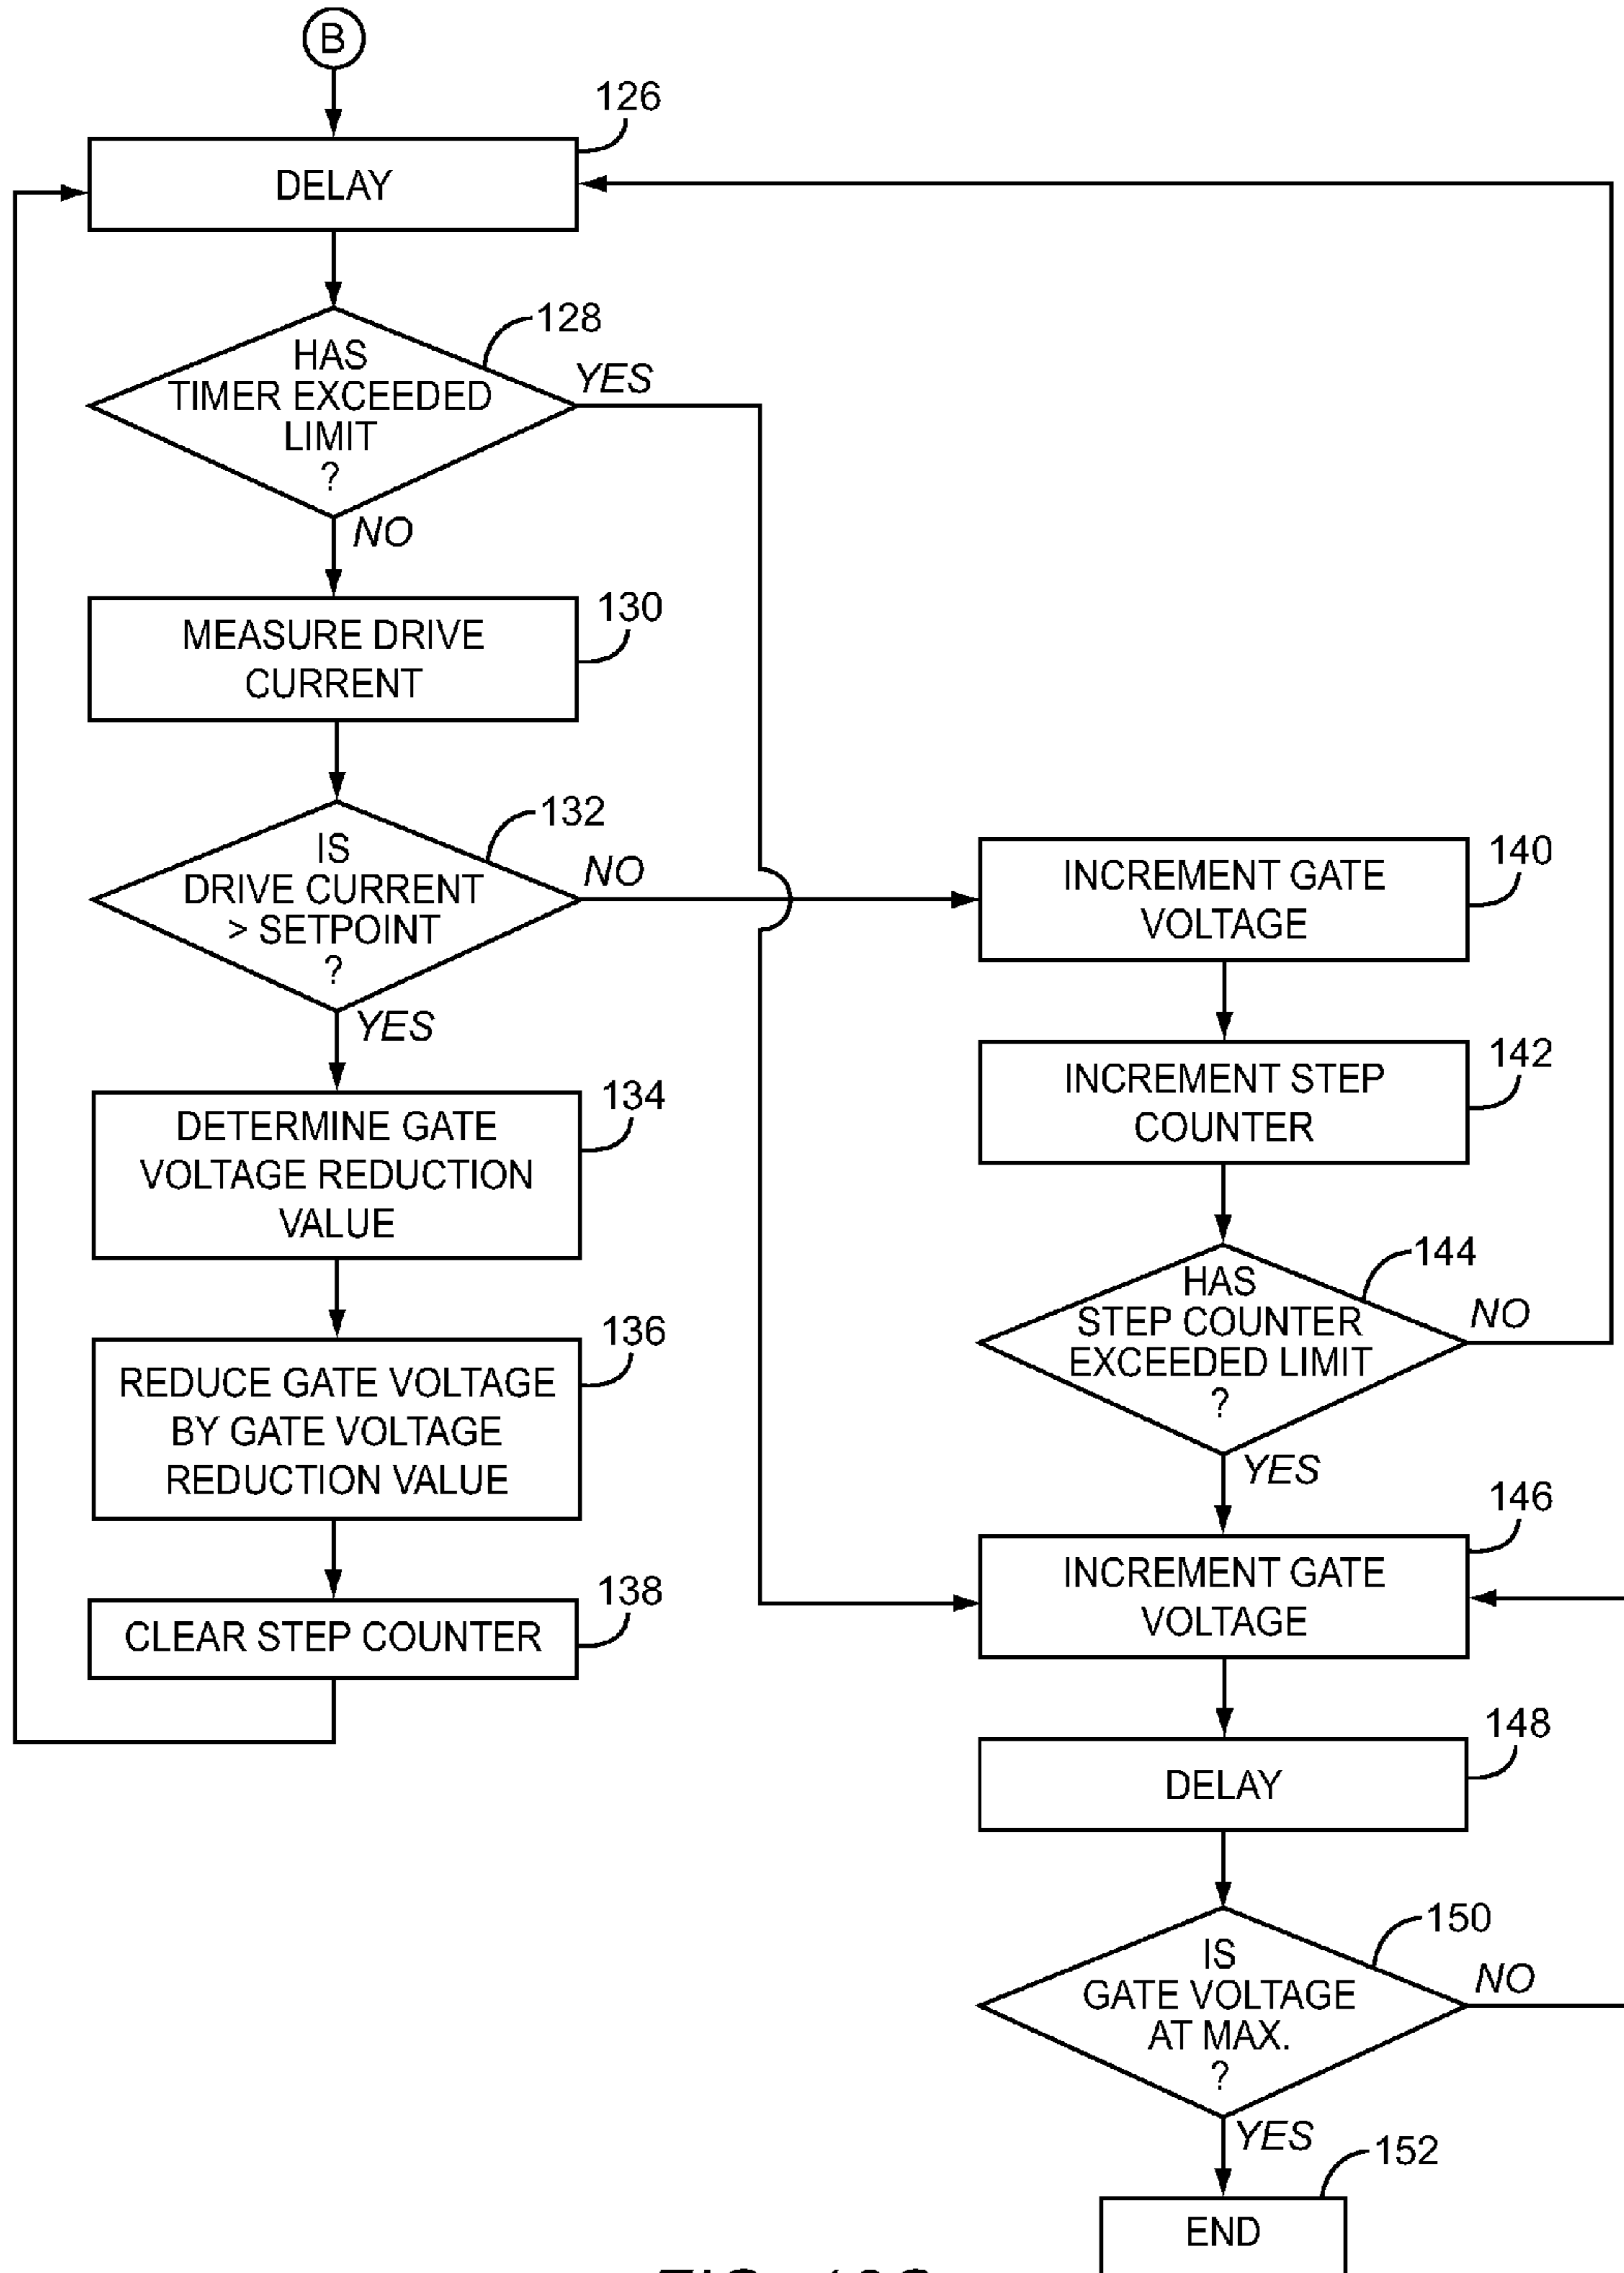 B
126
DELAY
128
HAS
TIMER EXCEEDED
LIMIT
?
YES
NO
130
MEASURE DRIVE
CURRENT
132
IS
DRIVE CURRENT
> SETPOINT
?
NO
YES
134
DETERMINE GATE
VOLTAGE REDUCTION
VALUE
136
REDUCE GATE VOLTAGE
BY GATE VOLTAGE
REDUCTION VALUE
138
CLEAR STEP COUNTER
140
INCREMENT GATE
VOLTAGE
142
INCREMENT STEP
COUNTER
144
HAS
STEP COUNTER
EXCEEDED LIMIT
?
NO
YES
146
INCREMENT GATE
VOLTAGE
148
DELAY
150
IS
GATE VOLTAGE
AT MAX.
?
NO
YES
152
END